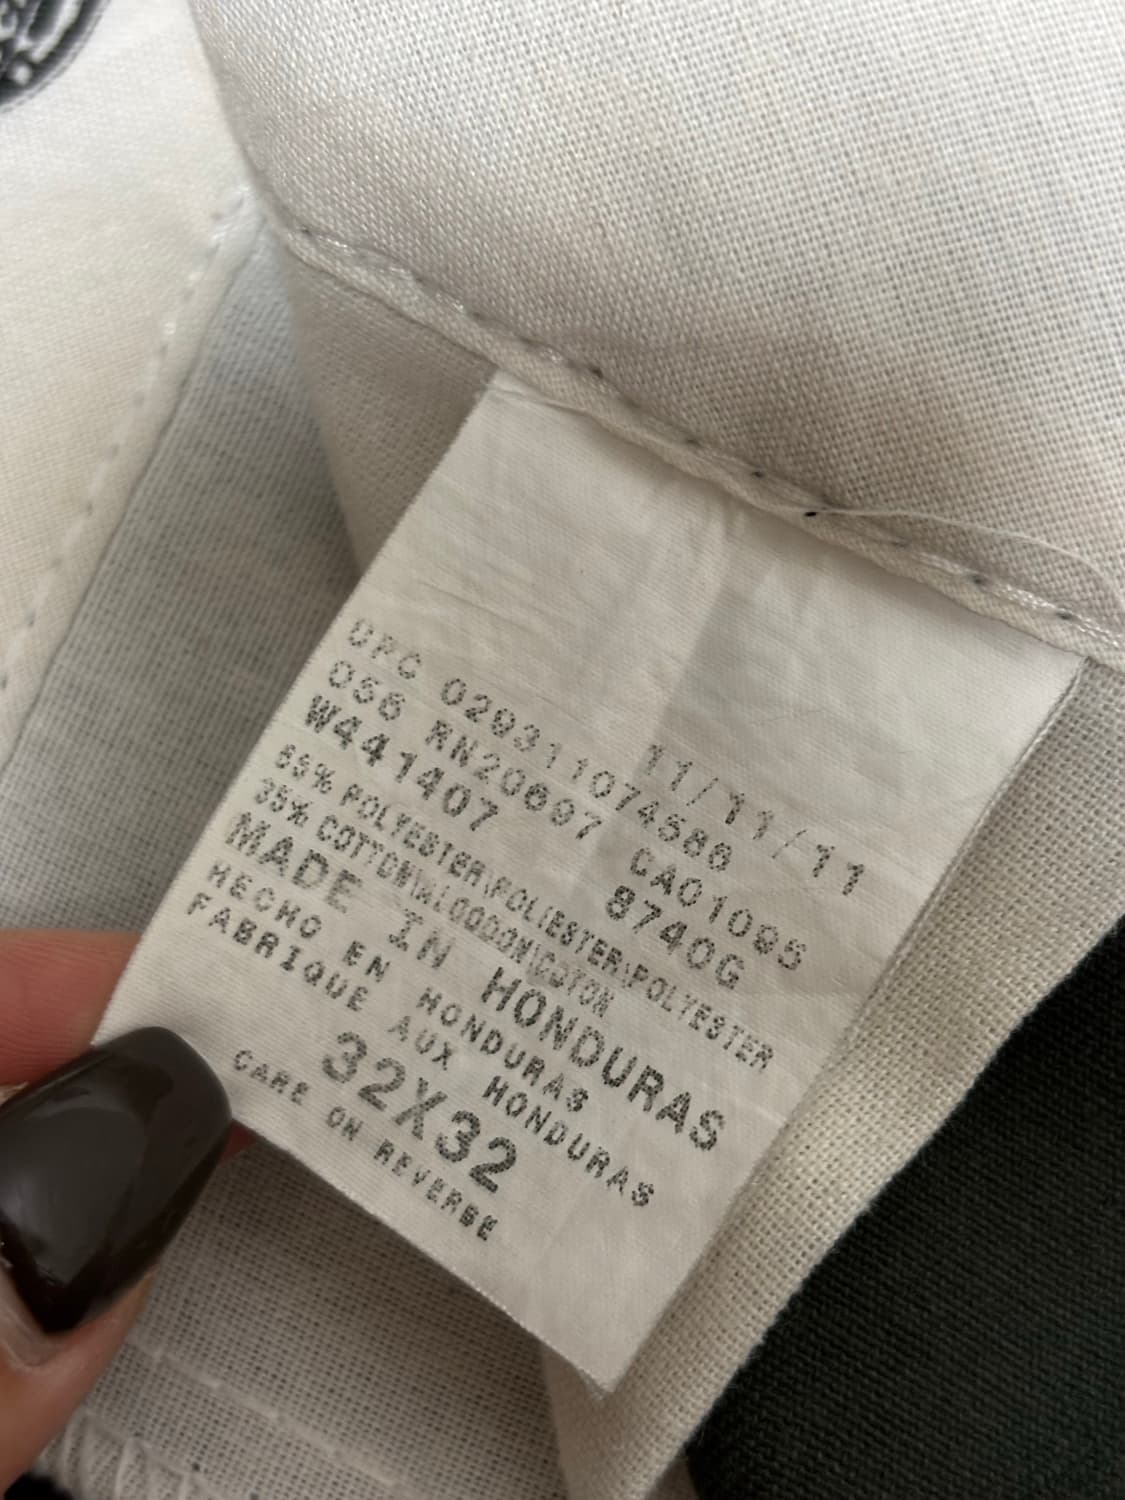 11/11/11
UPC 029311074586
056 RN20697 CA01095
W441407 8740G
65% POLYESTER\POLIESTER\POLYESTER
35% COTTON\ALGODON\COTON
MADE IN HONDURAS
HECHO EN HONDURAS
FABRIQUE AUX HONDURAS
32X32
CARE ON REVERSE